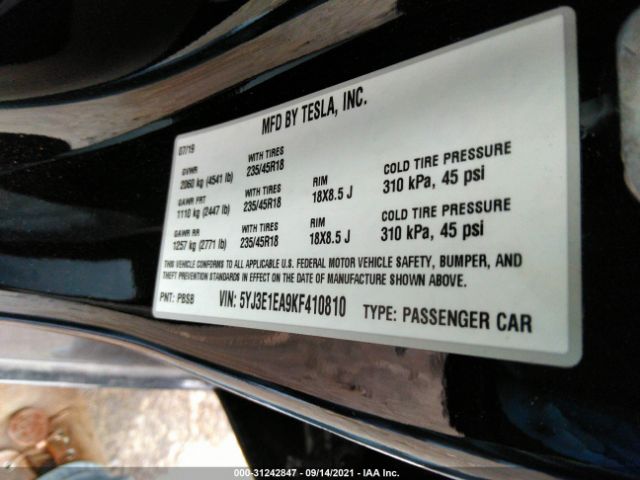 MFD BY TESLA, INC.
07/19
GVWR WITH TIRES
2060 kg (4541 lb) 235/45R18
GAWR FRT WITH TIRES RIM COLD TIRE PRESSURE
1110 kg (2447 lb) 235/45R18 18X8.5 J 310 kPa, 45 psi
GAWR RR WITH TIRES RIM COLD TIRE PRESSURE
1257 kg (2771 lb) 235/45R18 18X8.5 J 310 kPa, 45 psi
THIS VEHICLE CONFORMS TO ALL APPLICABLE U.S. FEDERAL MOTOR VEHICLE SAFETY, BUMPER, AND
THEFT PREVENTION STANDARDS IN EFFECT ON THE DATE OF MANUFACTURE SHOWN ABOVE.
PNT: PBSB VIN: 5YJ3E1EA9KF410810 TYPE: PASSENGER CAR
000-31242847 - 09/14/2021 - IAA Inc.